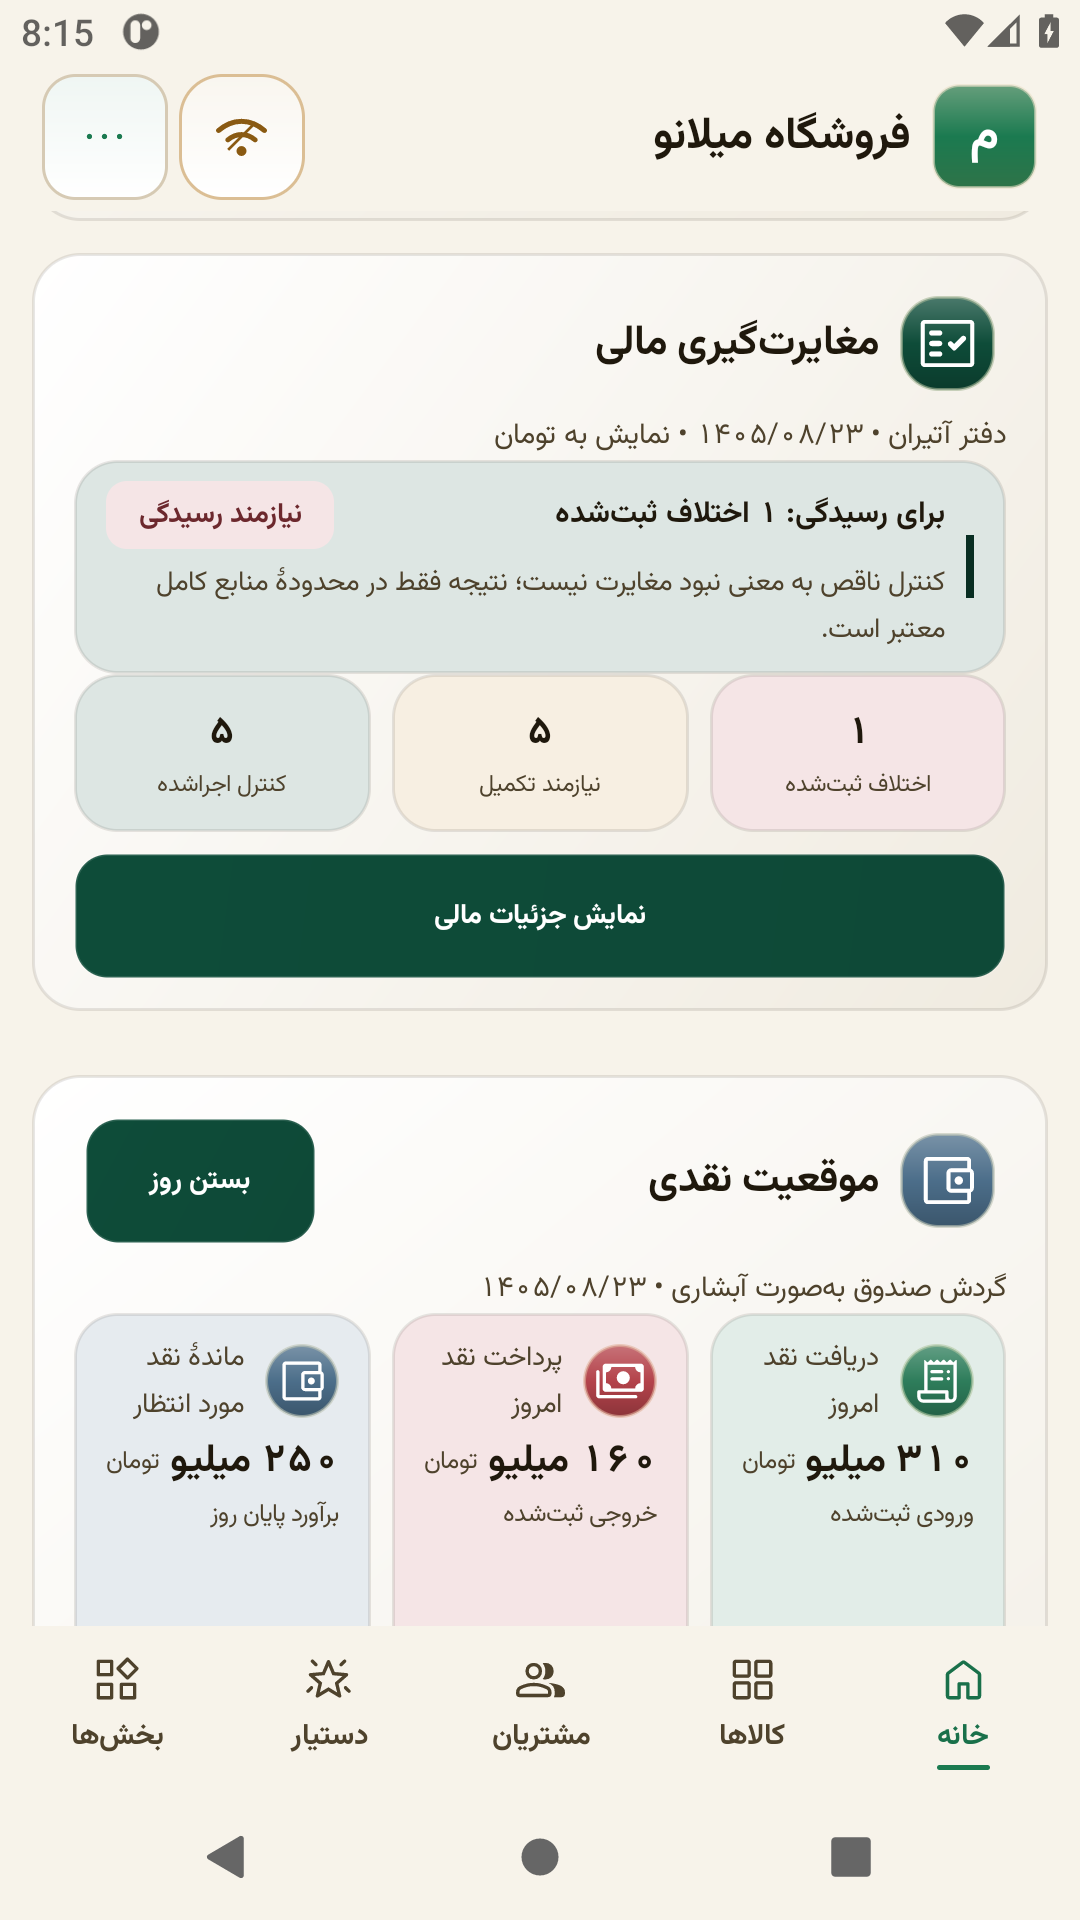 8:15
م
فروشگاه میلانو
مغایرت‌گیری مالی
دفتر آتیران • ۱۴۰۵/۰۸/۲۳ • نمایش به تومان
برای رسیدگی: ۱ اختلاف ثبت‌شده
نیازمند رسیدگی
کنترل ناقص به معنی نبود مغایرت نیست؛ نتیجه فقط در محدودهٔ منابع کامل
معتبر است.
۱
اختلاف ثبت‌شده
۵
نیازمند تکمیل
۵
کنترل اجراشده
نمایش جزئیات مالی
موقعیت نقدی
بستن روز
گردش صندوق به‌صورت آبشاری • ۱۴۰۵/۰۸/۲۳
دریافت نقد
امروز
۳۱۰ میلیو تومان
ورودی ثبت‌شده
پرداخت نقد
امروز
۱۶۰ میلیو تومان
خروجی ثبت‌شده
ماندهٔ نقد
مورد انتظار
۲۵۰ میلیو تومان
برآورد پایان روز
خانه
کالاها
مشتریان
دستیار
بخش‌ها